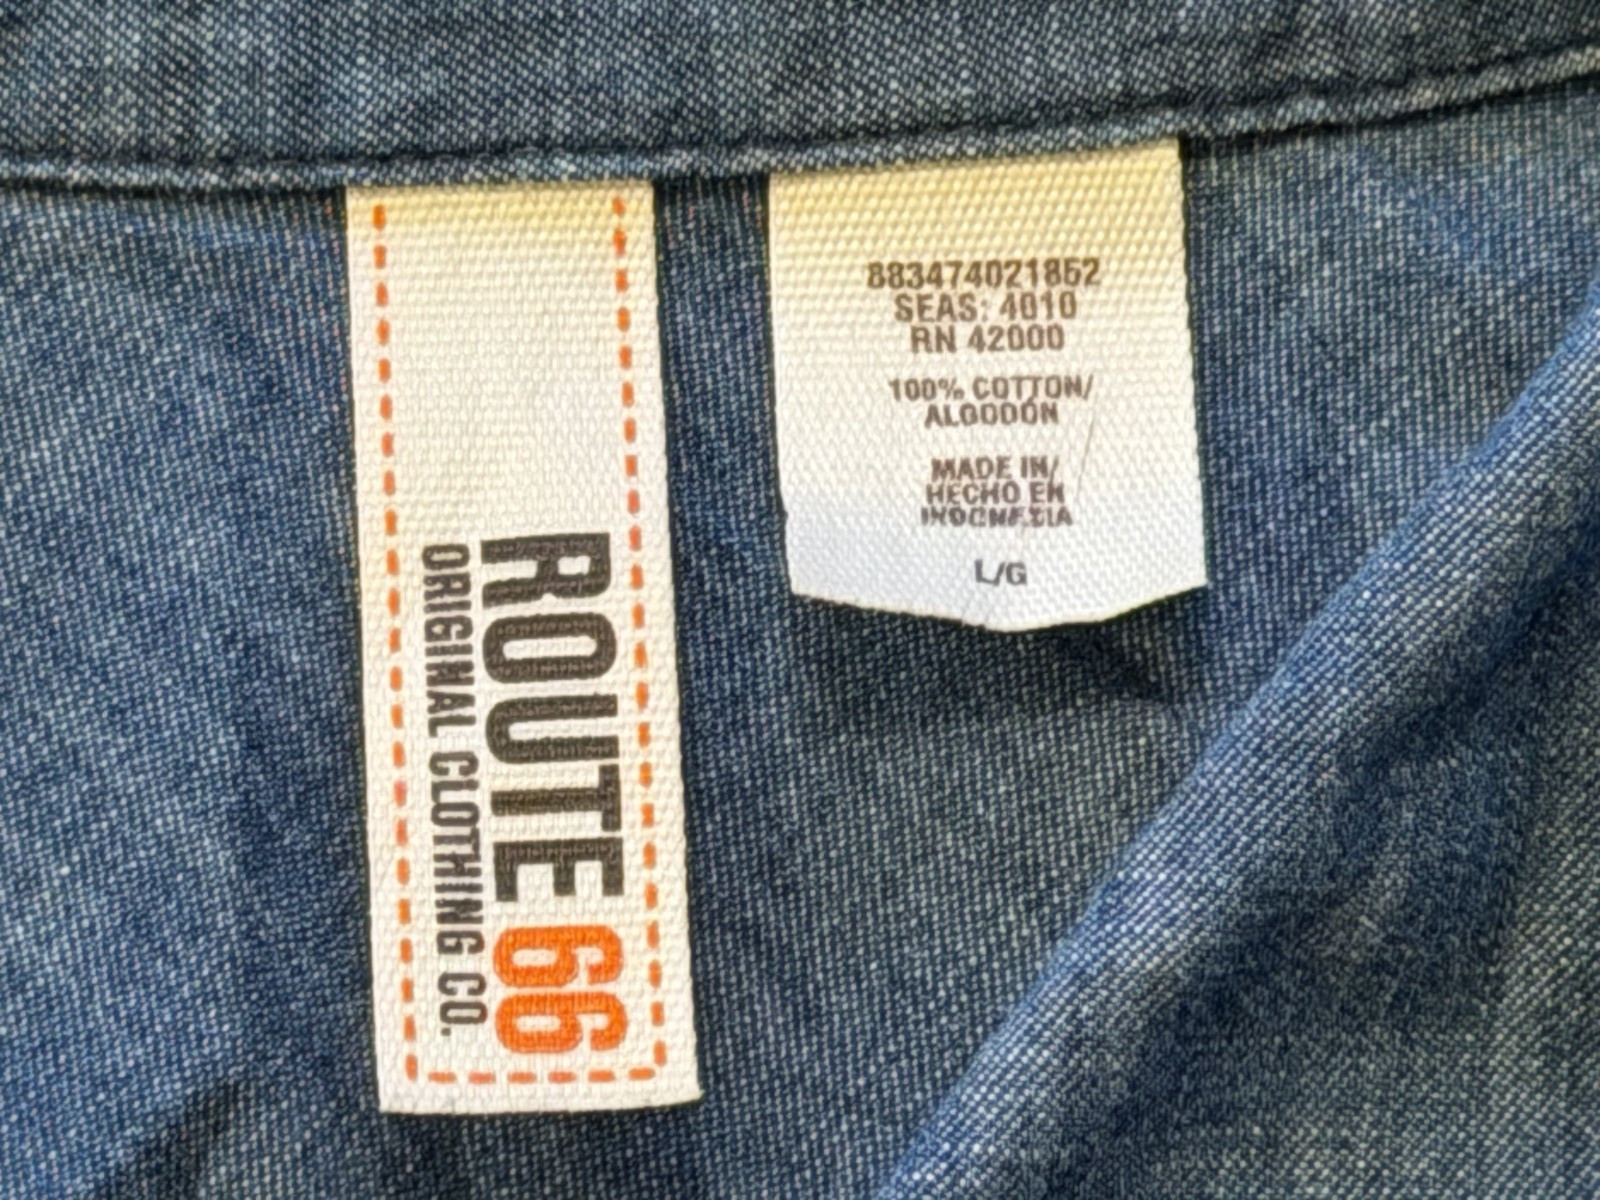 ROUTE 66
ORIGINAL CLOTHING CO.
883474021852
SEAS: 4010
RN 42000
100% COTTON/
ALGODÓN
MADE IN/
HECHO EN
INDONESIA
L/G